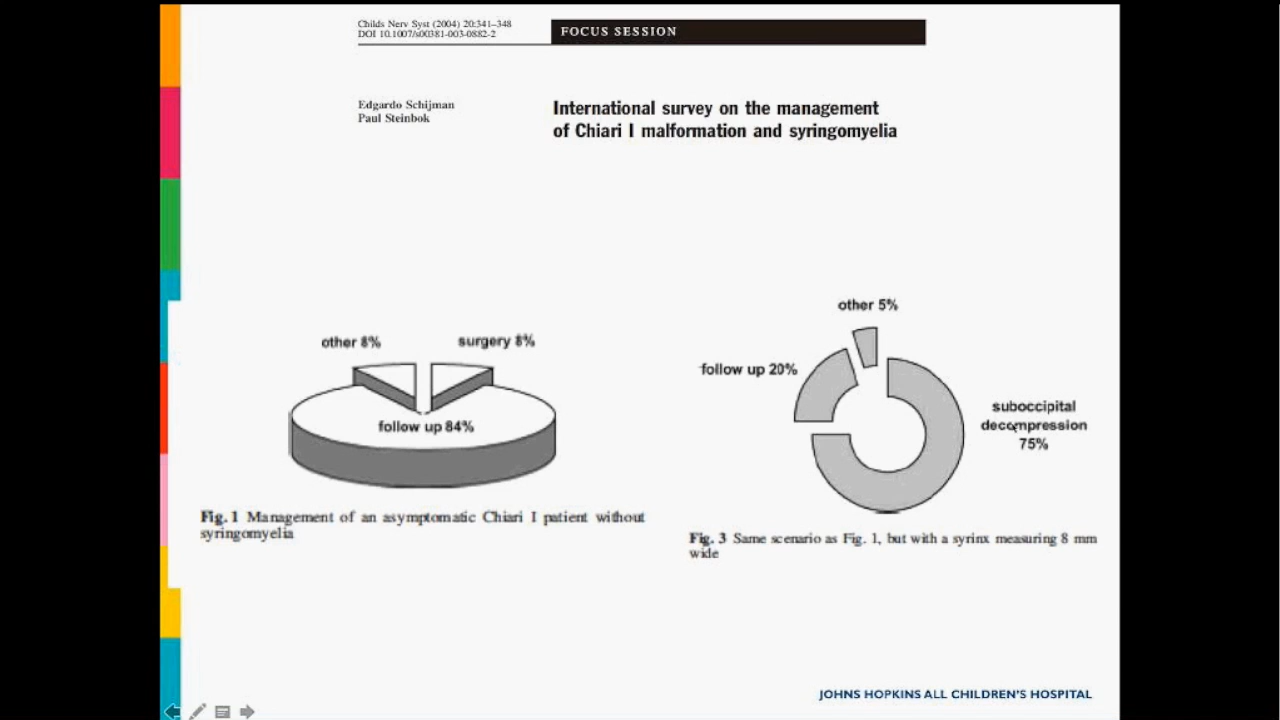 Childs Nerv Syst (2004) 20:341–348
DOI 10.1007/s00381-003-0882-2
FOCUS SESSION
Edgardo Schijman
Paul Steinbok
International survey on the management
of Chiari I malformation and syringomyelia
other 8%
surgery 8%
follow up 84%
Fig. 1 Management of an asymptomatic Chiari I patient without
syringomyelia
other 5%
follow up 20%
suboccipital
decompression
75%
Fig. 3 Same scenario as Fig. 1, but with a syrinx measuring 8 mm
wide
JOHNS HOPKINS ALL CHILDREN'S HOSPITAL